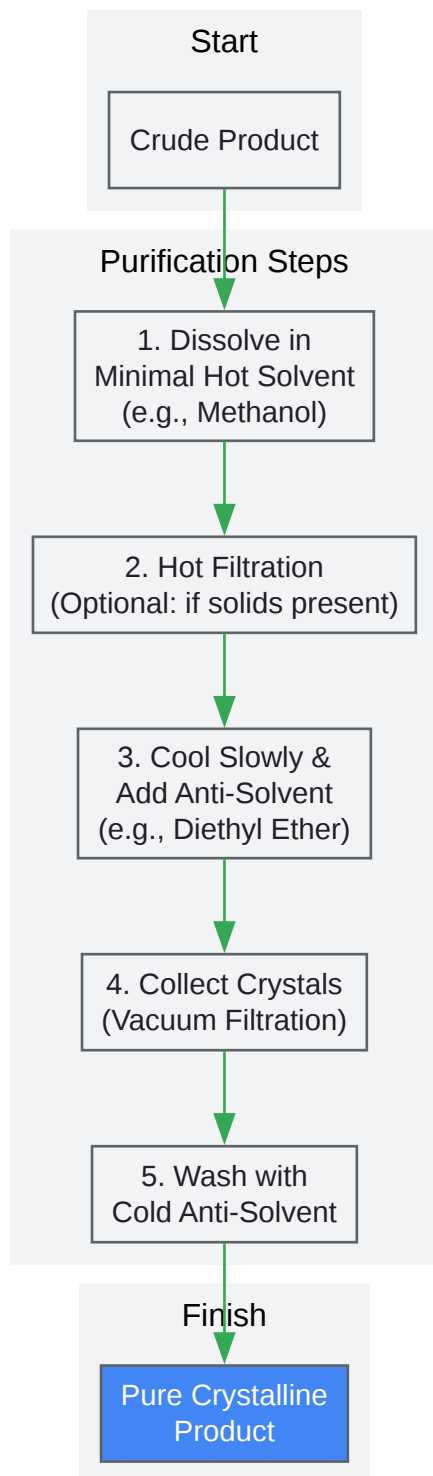 Start
Crude Product
Purification Steps
1. Dissolve in
Minimal Hot Solvent
(e.g., Methanol)
2. Hot Filtration
(Optional: if solids present)
3. Cool Slowly &
Add Anti-Solvent
(e.g., Diethyl Ether)
4. Collect Crystals
(Vacuum Filtration)
5. Wash with
Cold Anti-Solvent
Finish
Pure Crystalline
Product